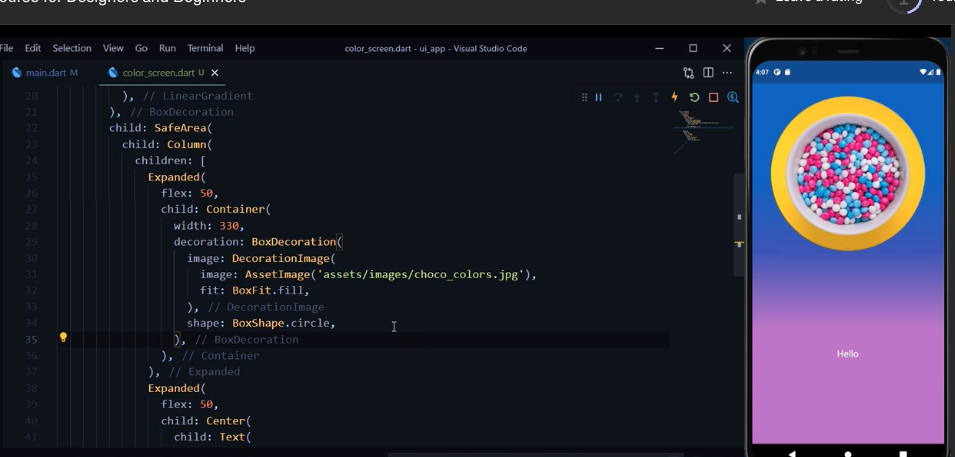 Course for Designers and Beginners
Leave a rating
File Edit Selection View Go Run Terminal Help
color_screen.dart - ui_app - Visual Studio Code
main.dart M
color_screen.dart U
20 ), // LinearGradient
21 ), // BoxDecoration
22 child: SafeArea(
23 child: Column(
24 children: [
25 Expanded(
26 flex: 50,
27 child: Container(
28 width: 330,
29 decoration: BoxDecoration(
30 image: DecorationImage(
31 image: AssetImage('assets/images/choco_colors.jpg'),
32 fit: BoxFit.fill,
33 ), // DecorationImage
34 shape: BoxShape.circle,
35 ), // BoxDecoration
36 ), // Container
37 ), // Expanded
38 Expanded(
39 flex: 50,
40 child: Center(
41 child: Text(
4:07
Hello